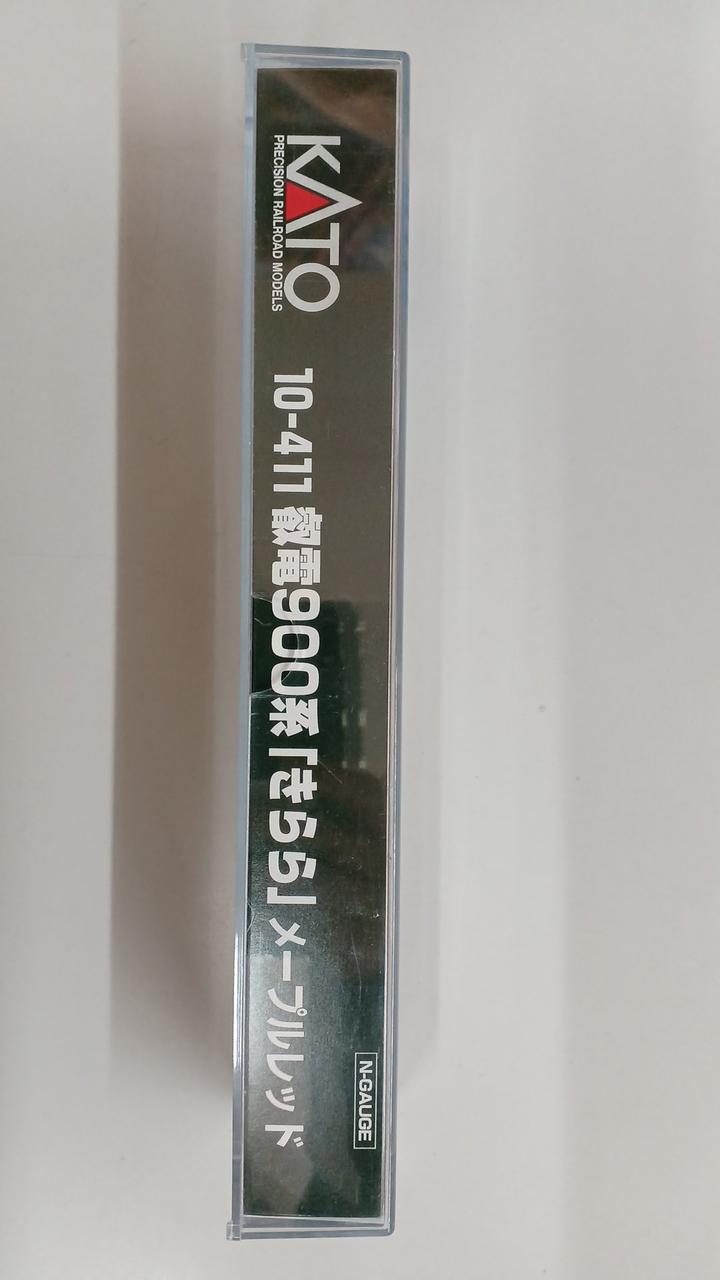 KATO
PRECISION RAILROAD MODELS
10-411 叡電900系「きらら」メープルレッド
N-GAUGE